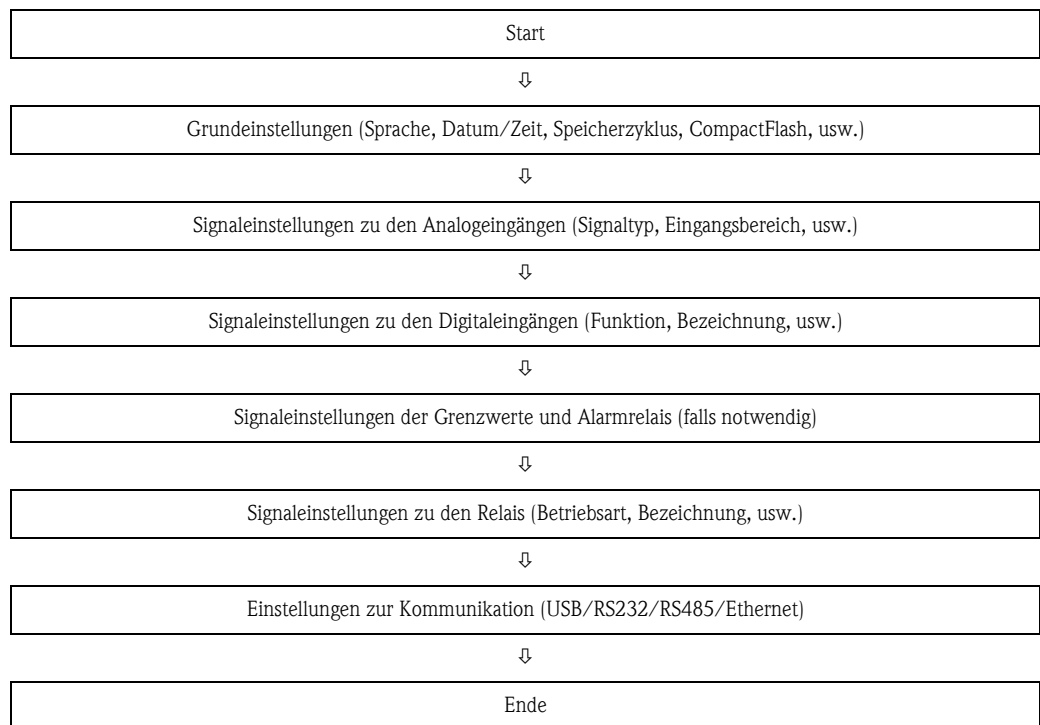 Start
⇩
Grundeinstellungen (Sprache, Datum/Zeit, Speicherzyklus, CompactFlash, usw.)
⇩
Signaleinstellungen zu den Analogeingängen (Signaltyp, Eingangsbereich, usw.)
⇩
Signaleinstellungen zu den Digitaleingängen (Funktion, Bezeichnung, usw.)
⇩
Signaleinstellungen der Grenzwerte und Alarmrelais (falls notwendig)
⇩
Signaleinstellungen zu den Relais (Betriebsart, Bezeichnung, usw.)
⇩
Einstellungen zur Kommunikation (USB/RS232/RS485/Ethernet)
⇩
Ende